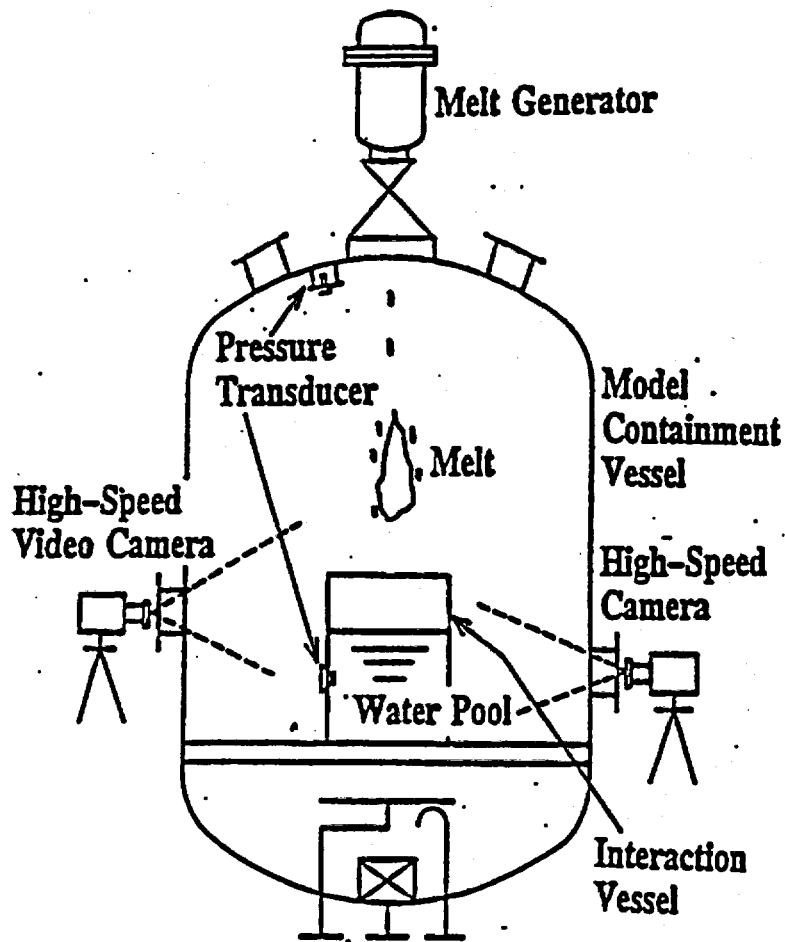 Melt Generator
Pressure
Transducer
Model
Containment
Vessel
Melt
High-Speed
Video Camera
High-Speed
Camera
Water Pool
Interaction
Vessel